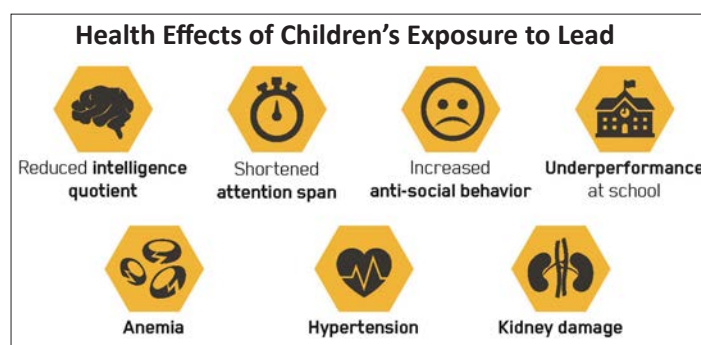 Health Effects of Children’s Exposure to Lead
Reduced intelligence
quotient
Shortened
attention span
Increased
anti-social behavior
Underperformance
at school
Anemia
Hypertension
Kidney damage